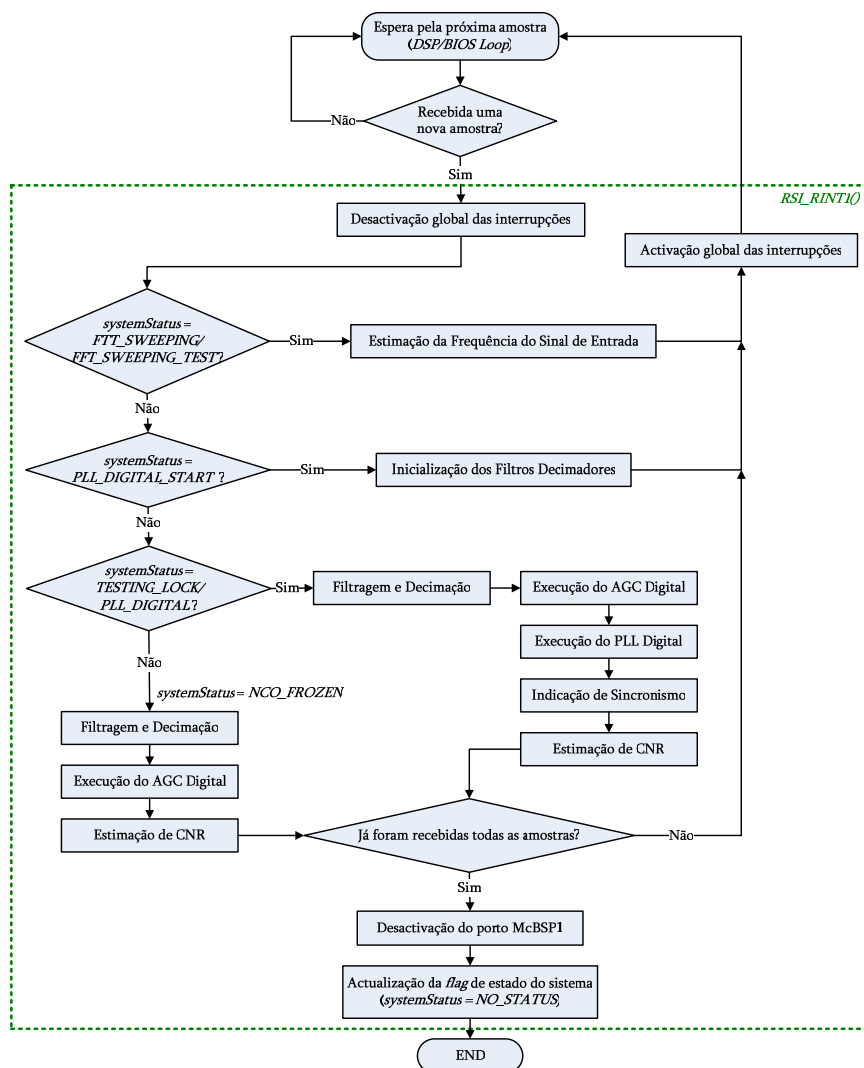 Espera pela próxima amostra
(DSP/BIOS Loop)
Recebida uma
nova amostra?
Não
Sim
RSI_RINT1()
Desactivação global das interrupções
Activação global das interrupções
systemStatus =
FTT_SWEEPING/
FFT_SWEEPING_TEST?
Sim
Estimação da Frequência do Sinal de Entrada
Não
systemStatus =
PLL_DIGITAL_START ?
Sim
Inicialização dos Filtros Decimadores
Não
systemStatus =
TESTING_LOCK/
PLL_DIGITAL?
Sim
Filtragem e Decimação
Execução do AGC Digital
Execução do PLL Digital
Indicação de Sincronismo
Estimação de CNR
Não
systemStatus = NCO_FROZEN
Filtragem e Decimação
Execução do AGC Digital
Estimação de CNR
Já foram recebidas todas as amostras?
Não
Sim
Desactivação do porto McBSP1
Actualização da flag de estado do sistema
(systemStatus = NO_STATUS)
END